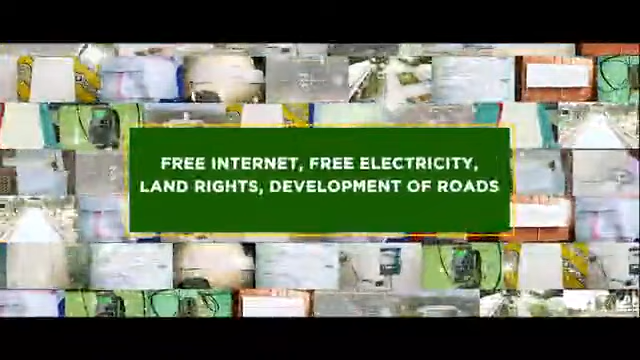 FREE INTERNET, FREE ELECTRICITY,
LAND RIGHTS, DEVELOPMENT OF ROADS